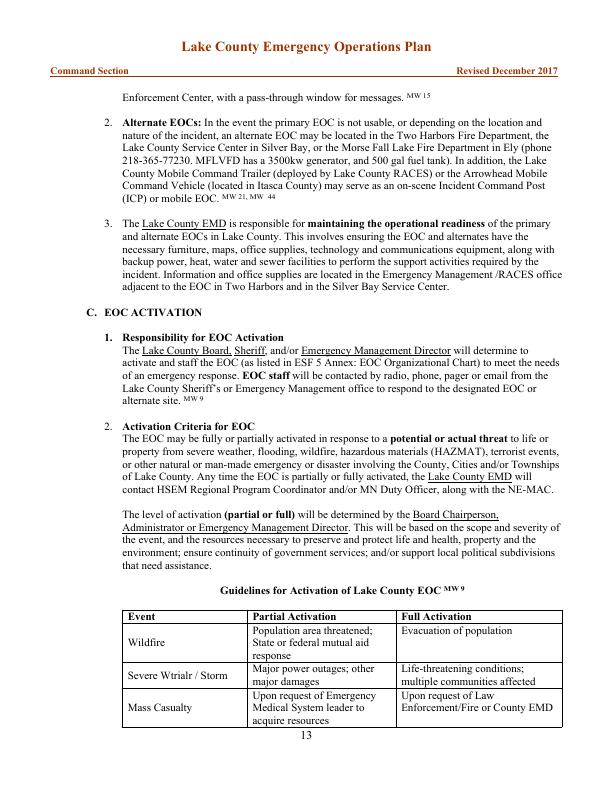 Lake County Emergency Operations Plan
Command Section Revised December 2017
Enforcement Center, with a pass-through window for messages. MW 15
2. Alternate EOCs: In the event the primary EOC is not usable, or depending on the location and
nature of the incident, an alternate EOC may be located in the Two Harbors Fire Department, the
Lake County Service Center in Silver Bay, or the Morse Fall Lake Fire Department in Ely (phone
218-365-77230. MFLVFD has a 3500kw generator, and 500 gal fuel tank). In addition, the Lake
County Mobile Command Trailer (deployed by Lake County RACES) or the Arrowhead Mobile
Command Vehicle (located in Itasca County) may serve as an on-scene Incident Command Post
(ICP) or mobile EOC. MW 21, MW 44
3. The Lake County EMD is responsible for maintaining the operational readiness of the primary
and alternate EOCs in Lake County. This involves ensuring the EOC and alternates have the
necessary furniture, maps, office supplies, technology and communications equipment, along with
backup power, heat, water and sewer facilities to perform the support activities required by the
incident. Information and office supplies are located in the Emergency Management /RACES office
adjacent to the EOC in Two Harbors and in the Silver Bay Service Center.
C. EOC ACTIVATION
1. Responsibility for EOC Activation
The Lake County Board, Sheriff, and/or Emergency Management Director will determine to
activate and staff the EOC (as listed in ESF 5 Annex: EOC Organizational Chart) to meet the needs
of an emergency response. EOC staff will be contacted by radio, phone, pager or email from the
Lake County Sheriff's or Emergency Management office to respond to the designated EOC or
alternate site. MW 9
2. Activation Criteria for EOC
The EOC may be fully or partially activated in response to a potential or actual threat to life or
property from severe weather, flooding, wildfire, hazardous materials (HAZMAT), terrorist events,
or other natural or man-made emergency or disaster involving the County, Cities and/or Townships
of Lake County. Any time the EOC is partially or fully activated, the Lake County EMD will
contact HSEM Regional Program Coordinator and/or MN Duty Officer, along with the NE-MAC.
The level of activation (partial or full) will be determined by the Board Chairperson,
Administrator or Emergency Management Director. This will be based on the scope and severity of
the event, and the resources necessary to preserve and protect life and health, property and the
environment; ensure continuity of government services; and/or support local political subdivisions
that need assistance.
Guidelines for Activation of Lake County EOC MW 9
Event Partial Activation Full Activation
Wildfire
Population area threatened;
State or federal mutual aid
response
Evacuation of population
Severe Wtrialr / Storm
Major power outages; other
major damages
Life-threatening conditions;
multiple communities affected
Mass Casualty
Upon request of Emergency
Medical System leader to
acquire resources
Upon request of Law
Enforcement/Fire or County EMD
13